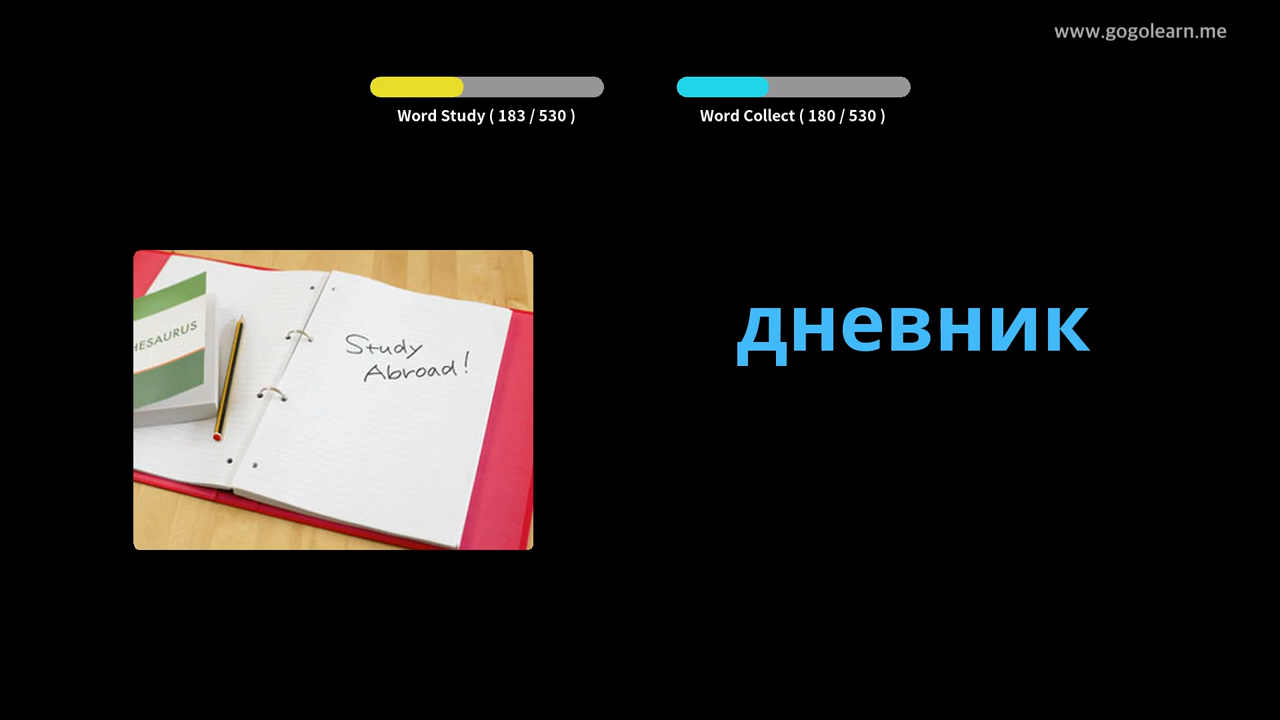 www.gogolearn.me
Word Study ( 183 / 530 )
Word Collect ( 180 / 530 )
HESAURUS
Study
Abroad!
дневник